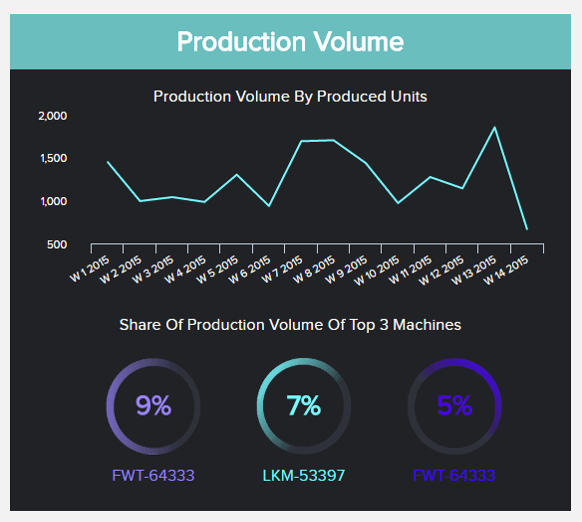 Production Volume
Production Volume By Produced Units
2,000
1,500
1,000
500
W 1 2015
W 2 2015
W 3 2015
W 4 2015
W 5 2015
W 6 2015
W 7 2015
W 8 2015
W 9 2015
W 10 2015
W 11 2015
W 12 2015
W 13 2015
W 14 2015
Share Of Production Volume Of Top 3 Machines
9% 7% 5%
FWT-64333 LKM-53397 FWT-64333